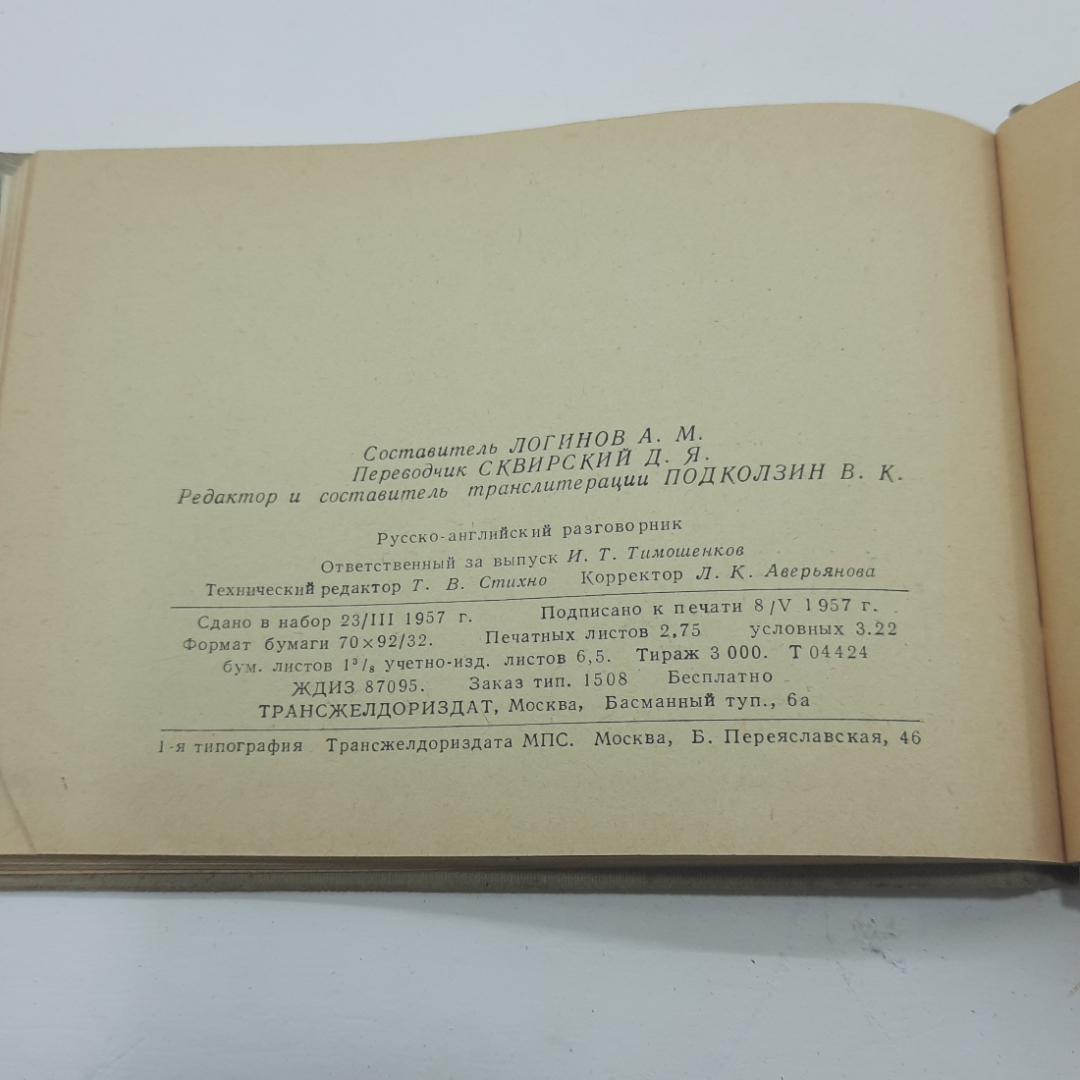 Составитель ЛОГИНОВ А. М.
Переводчик СКВИРСКИЙ Д. Я.
Редактор и составитель транслитерации ПОДКОЛЗИН В. К.
Русско-английский разговорник
Ответственный за выпуск И. Т. Тимошенков
Технический редактор Т. В. Стихно Корректор Л. К. Аверьянова
Сдано в набор 23/III 1957 г. Подписано к печати 8/V 1957 г.
Формат бумаги 70×92/32. Печатных листов 2,75 условных 3.22
бум. листов 1³/₈ учетно-изд. листов 6,5. Тираж 3 000. Т 04424
ЖДИЗ 87095. Заказ тип. 1508 Бесплатно
ТРАНСЖЕЛДОРИЗДАТ, Москва, Басманный туп., 6а
1-я типография Трансжелдориздата МПС. Москва, Б. Переяславская, 46